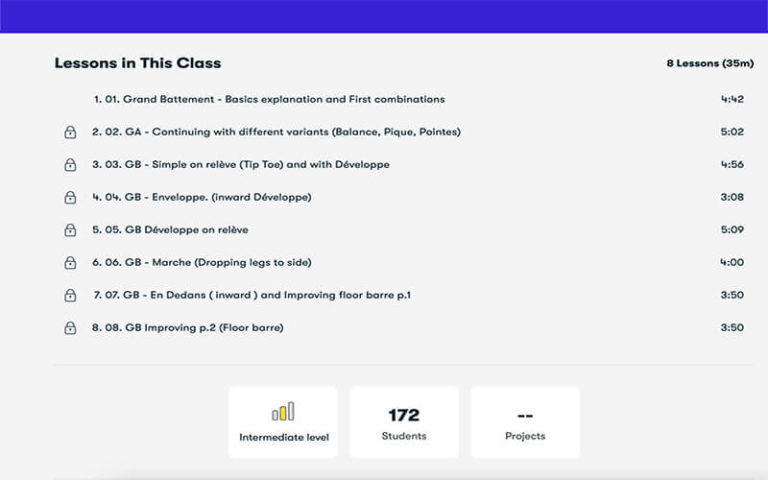 Lessons in This Class 8 Lessons (35m)
1. 01. Grand Battement - Basics explanation and First combinations 4:42
2. 02. GA - Continuing with different variants (Balance, Pique, Pointes) 5:02
3. 03. GB - Simple on relève (Tip Toe) and with Développe 4:56
4. 04. GB - Enveloppe. (inward Développe) 3:08
5. 05. GB Développe on relève 5:09
6. 06. GB - Marche (Dropping legs to side) 4:00
7. 07. GB - En Dedans ( inward ) and Improving floor barre p.1 3:50
8. 08. GB Improving p.2 (Floor barre) 3:50
172 --
Intermediate level Students Projects